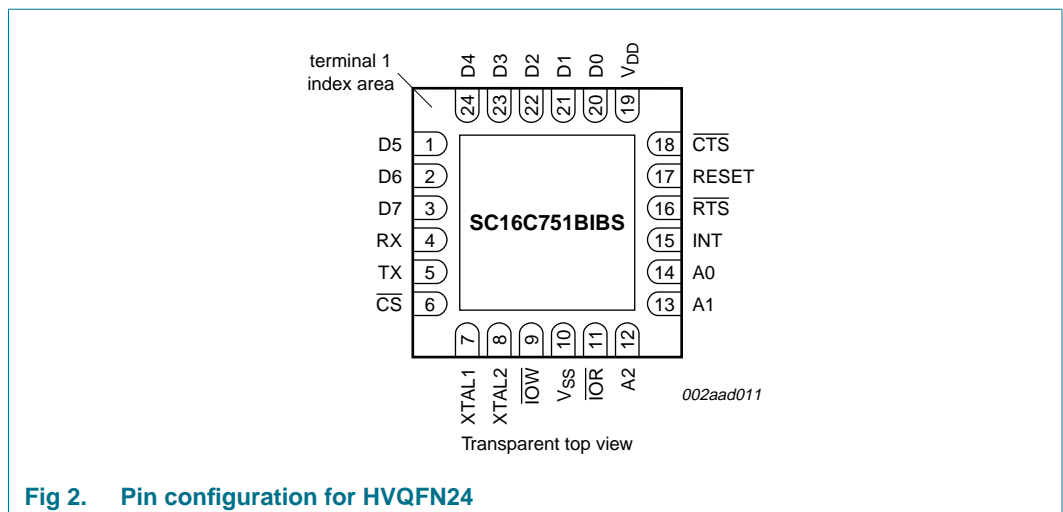 terminal 1
index area
D4 D3 D2 D1 D0 VDD
24 23 22 21 20 19
D5 1
D6 2
D7 3
RX 4
TX 5
CS 6
SC16C751BIBS
18 CTS
17 RESET
16 RTS
15 INT
14 A0
13 A1
7 8 9 10 11 12
XTAL1 XTAL2 IOW VSS IOR A2
002aad011
Transparent top view
Fig 2. Pin configuration for HVQFN24